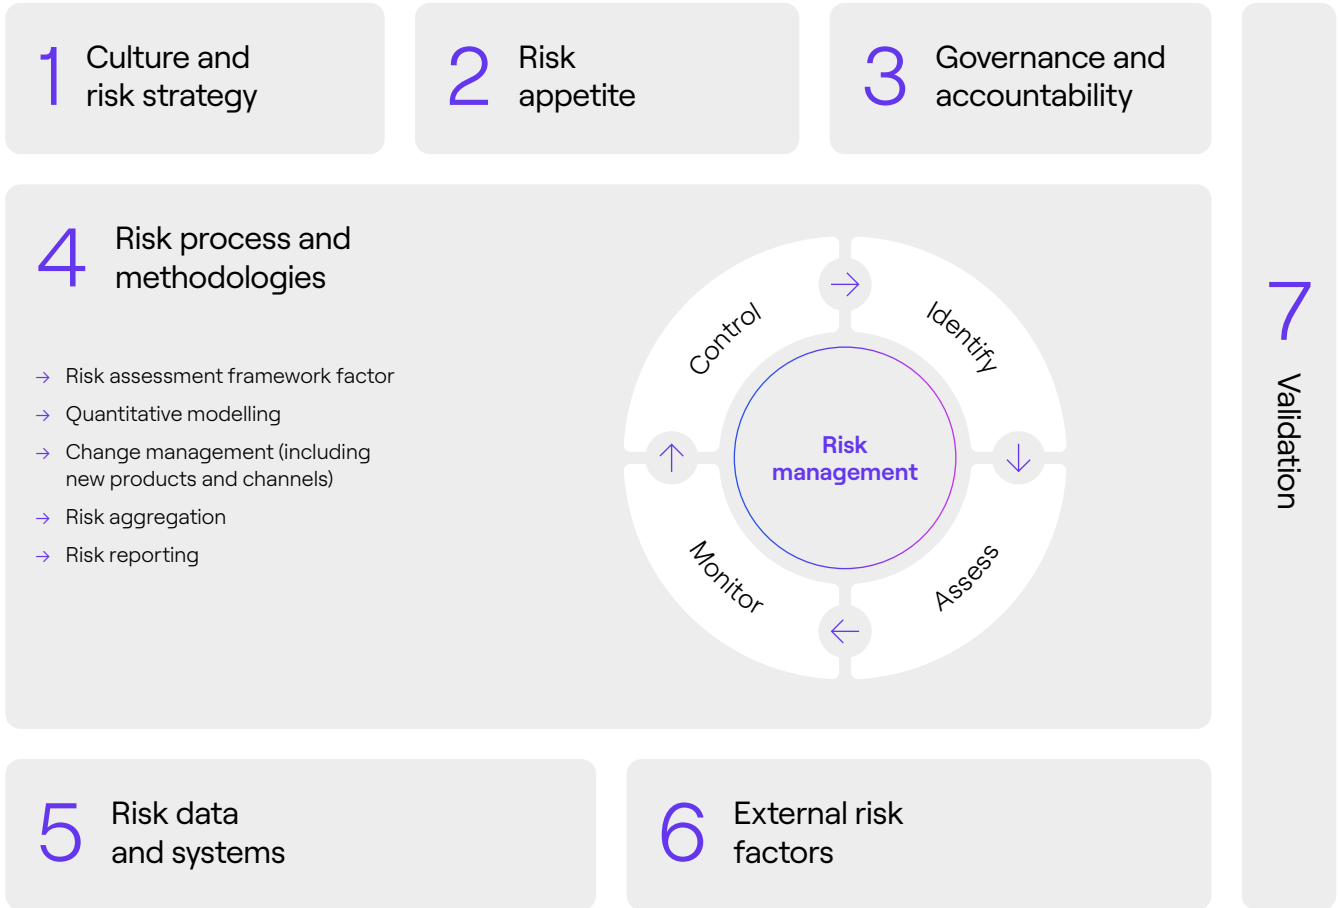 1
Culture and
risk strategy
2
Risk
appetite
3
Governance and
accountability
4
Risk process and
methodologies
→ Risk assessment framework factor
→ Quantitative modelling
→ Change management (including
new products and channels)
→ Risk aggregation
→ Risk reporting
Control
Identify
Risk
management
Monitor
Assess
5
Risk data
and systems
6
External risk
factors
7
Validation